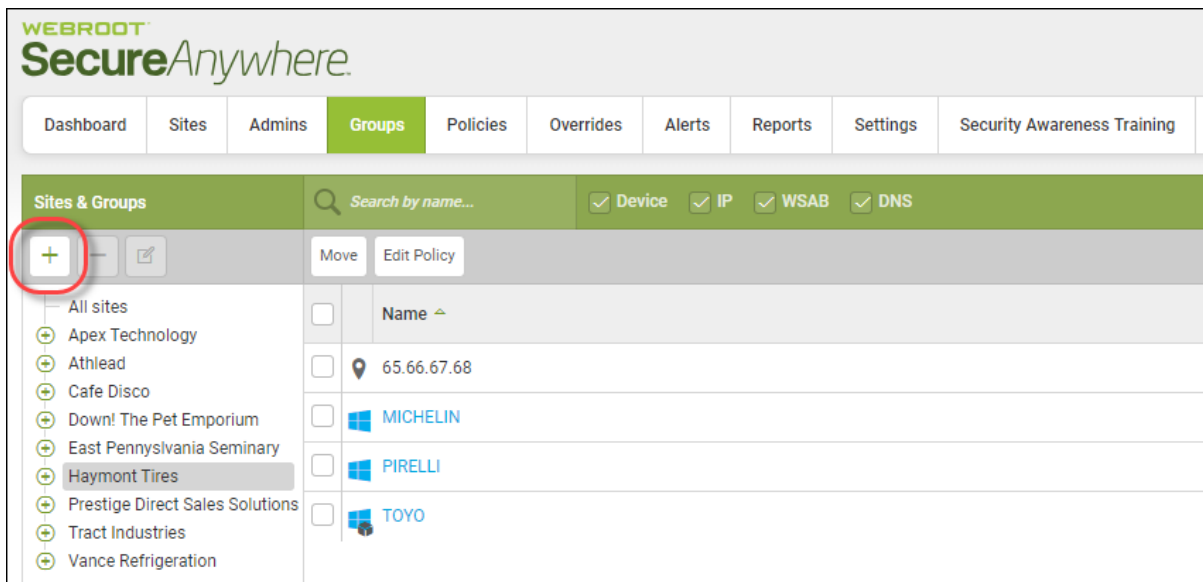 WEBROOT
SecureAnywhere
Dashboard Sites Admins Groups Policies Overrides Alerts Reports Settings Security Awareness Training
Sites & Groups Search by name... Device IP WSAB DNS
Move Edit Policy
All sites
Apex Technology
Athlead
Cafe Disco
Down! The Pet Emporium
East Pennyslvania Seminary
Haymont Tires
Prestige Direct Sales Solutions
Tract Industries
Vance Refrigeration
Name
65.66.67.68
MICHELIN
PIRELLI
TOYO